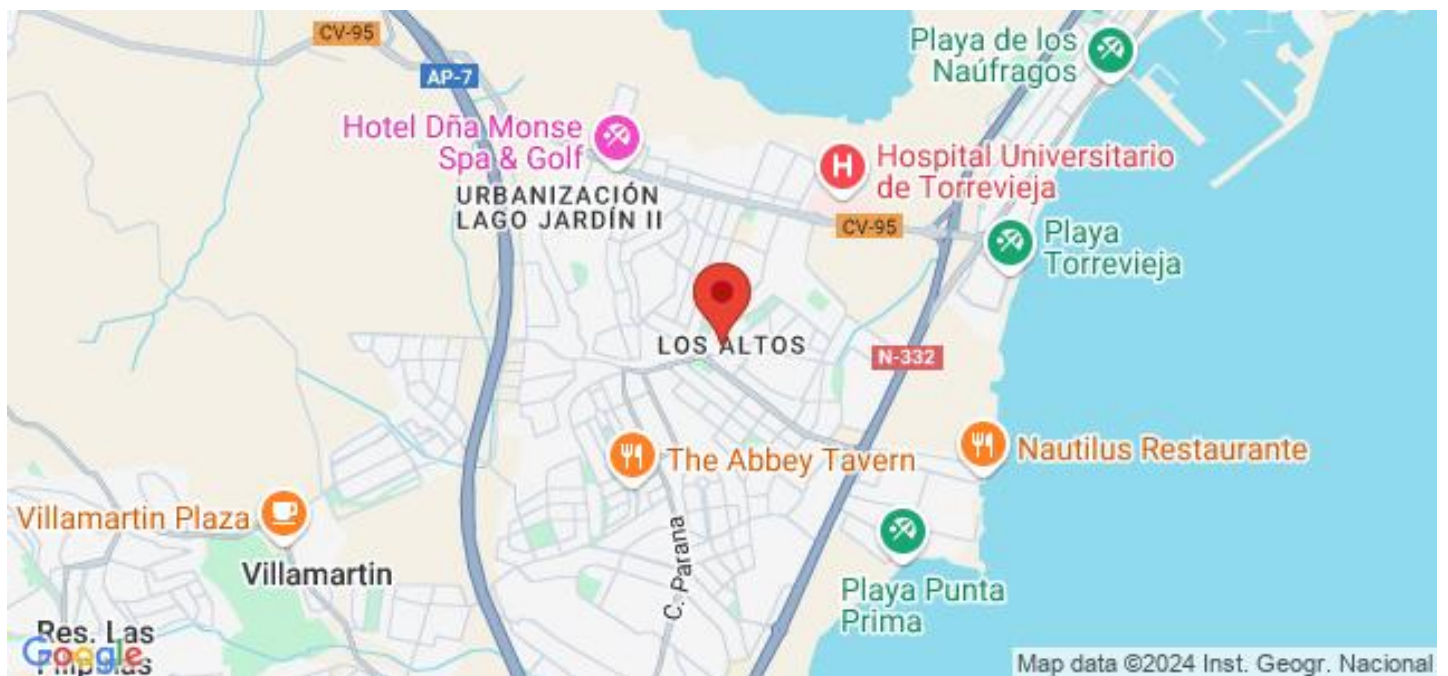 CV-95
Playa de los
Naúfragos
AP-7
Hotel Dña Monse
Spa & Golf
Hospital Universitario
de Torrevieja
URBANIZACIÓN
LAGO JARDÍN II
CV-95
Playa
Torrevieja
LOS ALTOS
N-332
The Abbey Tavern
Nautilus Restaurante
Villamartin Plaza
C. Parana
Villamartin
Playa Punta
Prima
Res. Las
Google
Map data ©2024 Inst. Geogr. Nacional